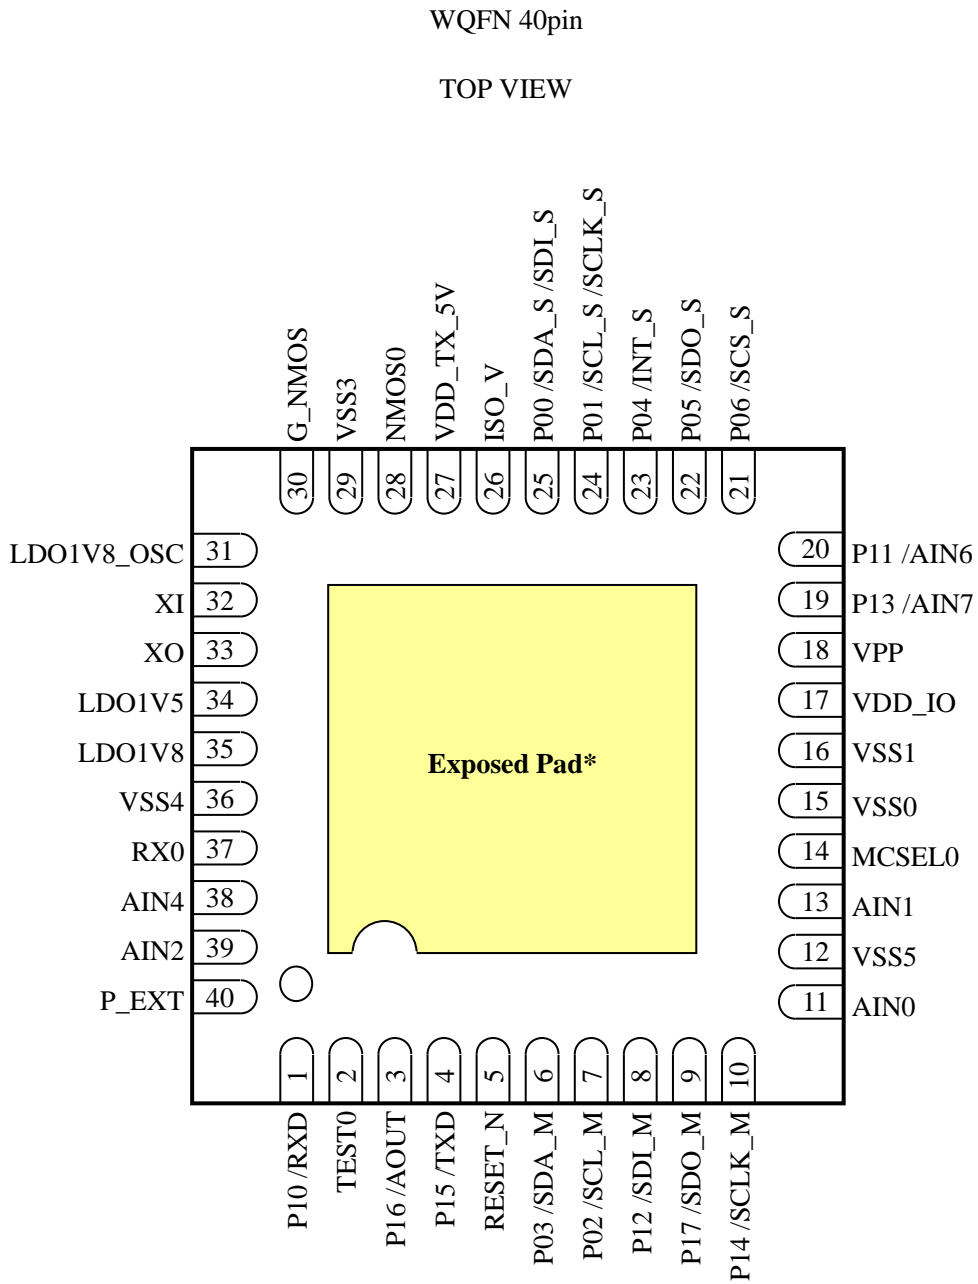 WQFN 40pin
TOP VIEW
G_NMOS
VSS3
NMOS0
VDD_TX_5V
ISO_V
P00 /SDA_S /SDI_S
P01 /SCL_S /SCLK_S
P04 /INT_S
P05 /SDO_S
P06 /SCS_S
30
29
28
27
26
25
24
23
22
21
LDO1V8_OSC 31
XI 32
XO 33
LDO1V5 34
LDO1V8 35
VSS4 36
RX0 37
AIN4 38
AIN2 39
P_EXT 40
Exposed Pad*
20 P11 /AIN6
19 P13 /AIN7
18 VPP
17 VDD_IO
16 VSS1
15 VSS0
14 MCSEL0
13 AIN1
12 VSS5
11 AIN0
1
2
3
4
5
6
7
8
9
10
P10 /RXD
TEST0
P16 /AOUT
P15 /TXD
RESET_N
P03 /SDA_M
P02 /SCL_M
P12 /SDI_M
P17 /SDO_M
P14 /SCLK_M